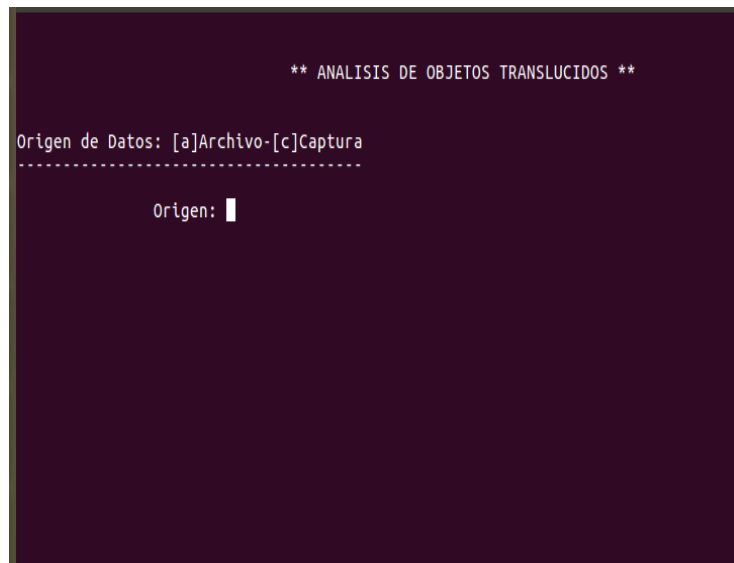 ** ANALISIS DE OBJETOS TRANSLUCIDOS **
Origen de Datos: [a]Archivo-[c]Captura
--------------------------------------
Origen: